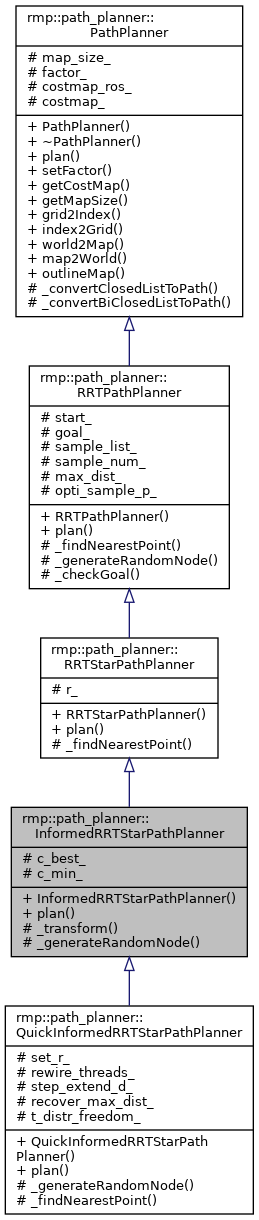 rmp::path_planner::
PathPlanner
# map_size_
# factor_
# costmap_ros_
# costmap_
+ PathPlanner()
+ ~PathPlanner()
+ plan()
+ setFactor()
+ getCostMap()
+ getMapSize()
+ grid2Index()
+ index2Grid()
+ world2Map()
+ map2World()
+ outlineMap()
# _convertClosedListToPath()
# _convertBiClosedListToPath()
rmp::path_planner::
RRTPathPlanner
# start_
# goal_
# sample_list_
# sample_num_
# max_dist_
# opti_sample_p_
+ RRTPathPlanner()
+ plan()
# _findNearestPoint()
# _generateRandomNode()
# _checkGoal()
rmp::path_planner::
RRTStarPathPlanner
# r_
+ RRTStarPathPlanner()
+ plan()
# _findNearestPoint()
rmp::path_planner::
InformedRRTStarPathPlanner
# c_best_
# c_min_
+ InformedRRTStarPathPlanner()
+ plan()
# _transform()
# _generateRandomNode()
rmp::path_planner::
QuickInformedRRTStarPathPlanner
# set_r_
# rewire_threads_
# step_extend_d_
# recover_max_dist_
# t_distr_freedom_
+ QuickInformedRRTStarPath
Planner()
+ plan()
# _generateRandomNode()
# _findNearestPoint()